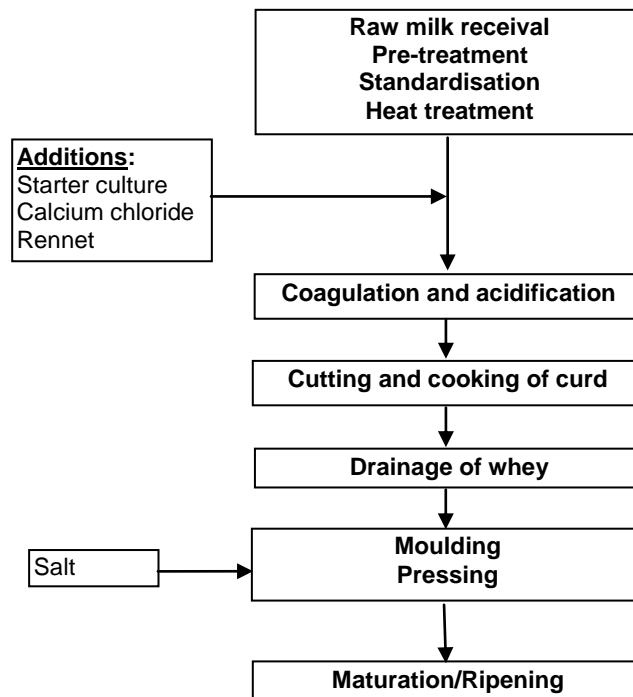 Raw milk receival
Pre-treatment
Standardisation
Heat treatment
Additions:
Starter culture
Calcium chloride
Rennet
Coagulation and acidification
Cutting and cooking of curd
Drainage of whey
Salt
Moulding
Pressing
Maturation/Ripening